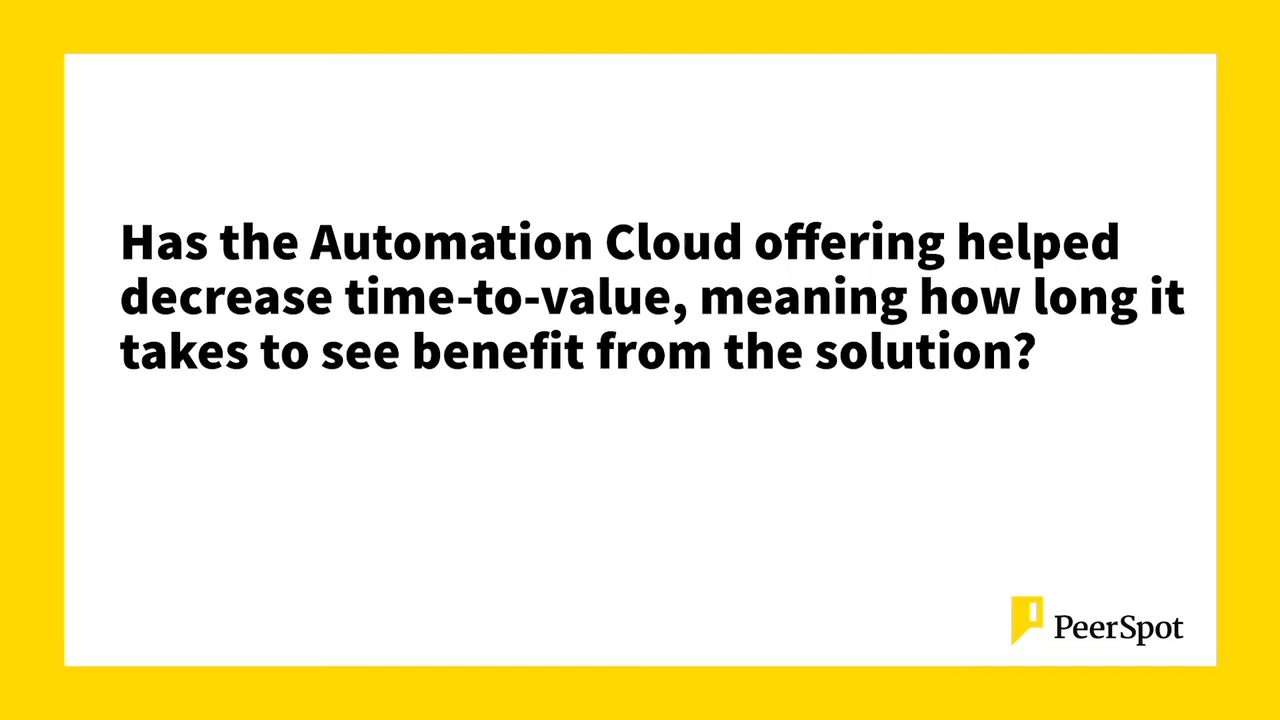 Has the Automation Cloud offering helped
decrease time-to-value, meaning how long it
takes to see benefit from the solution?
PeerSpot